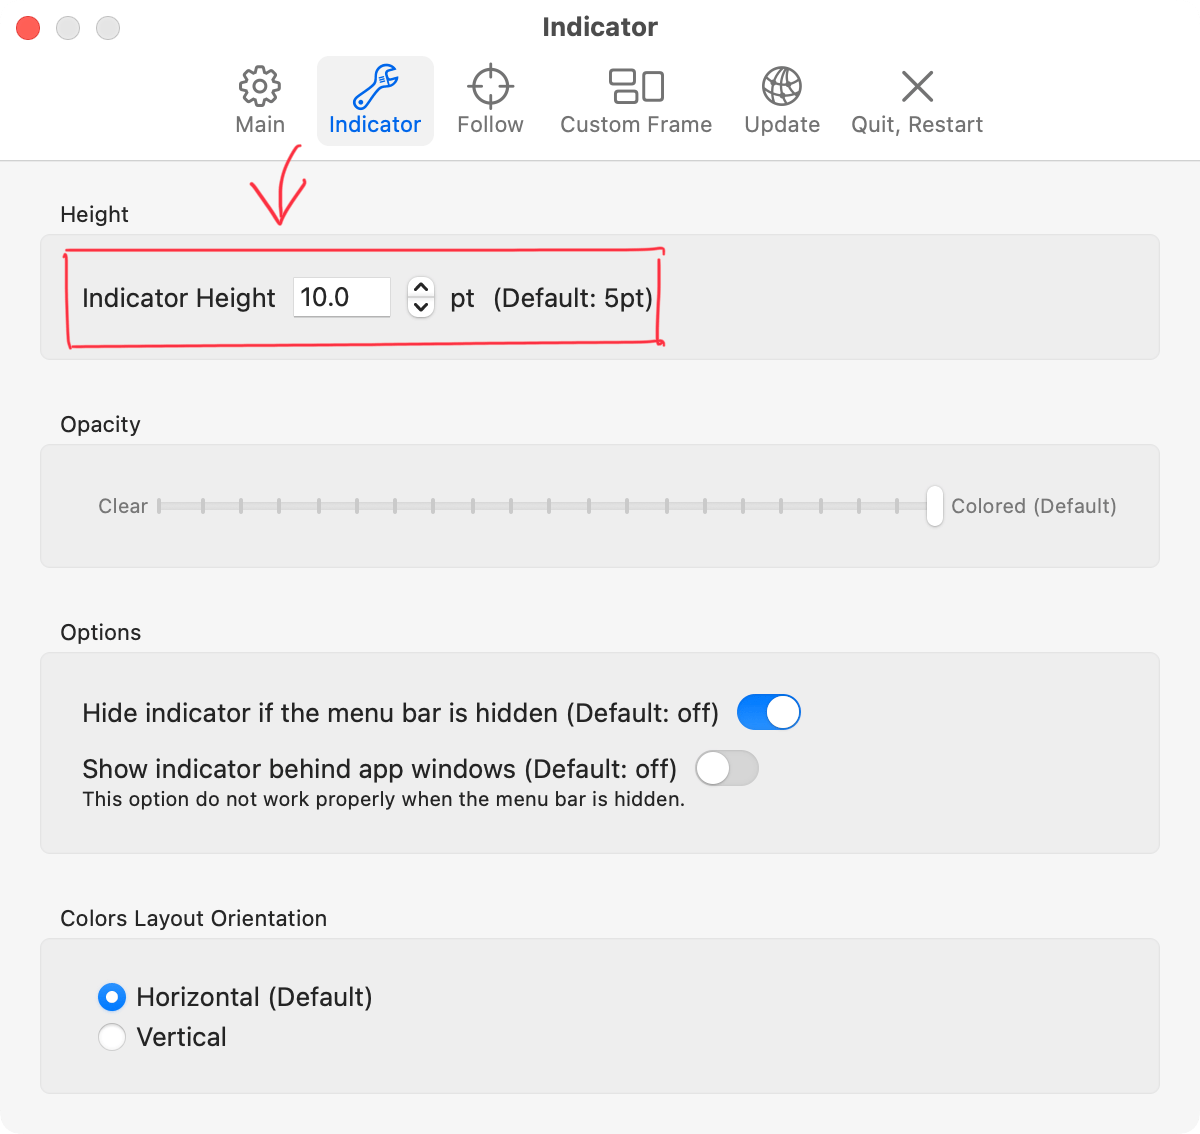 Indicator
Main Indicator Follow Custom Frame Update Quit, Restart
Height
Indicator Height 10.0 pt (Default: 5pt)
Opacity
Clear Colored (Default)
Options
Hide indicator if the menu bar is hidden (Default: off)
Show indicator behind app windows (Default: off)
This option do not work properly when the menu bar is hidden.
Colors Layout Orientation
Horizontal (Default)
Vertical